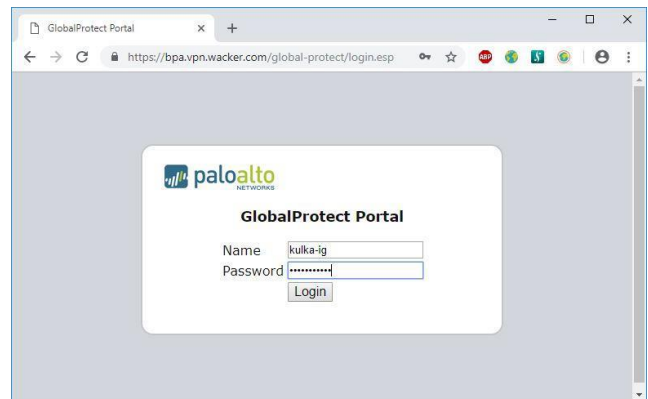 GlobalProtect Portal
https://bpa.vpn.wacker.com/global-protect/login.esp
ABP
S
paloalto
NETWORKS
GlobalProtect Portal
Name kulka-ig
Password •••••••••••
Login